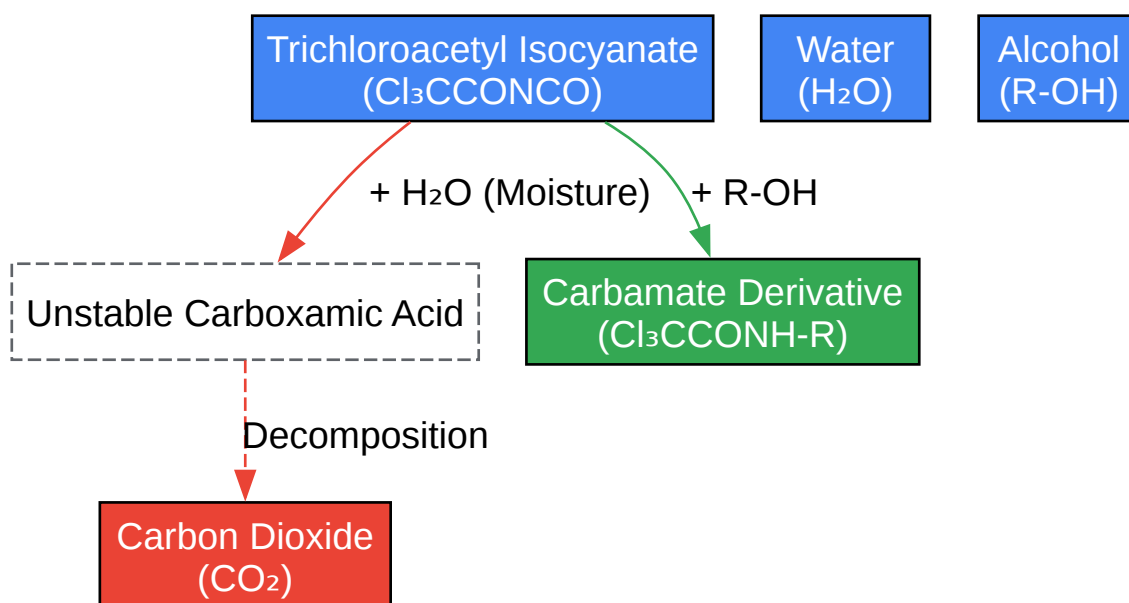 Trichloroacetyl Isocyanate
(Cl₃CCONCO)
Water
(H₂O)
Alcohol
(R-OH)
+ H₂O (Moisture)
+ R-OH
Unstable Carboxamic Acid
Carbamate Derivative
(Cl₃CCONH-R)
Decomposition
Carbon Dioxide
(CO₂)